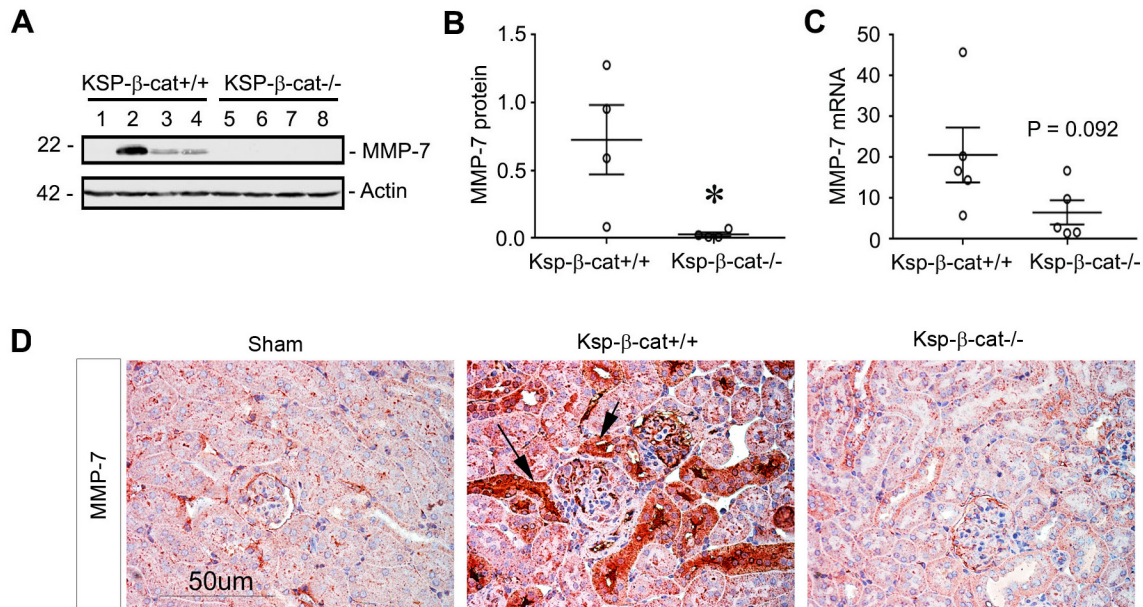 A
KSP-β-cat+/+ KSP-β-cat-/-
1 2 3 4 5 6 7 8
22 - - MMP-7
42 - - Actin
B
MMP-7 protein
1.5
1.0
0.5
0.0
*
Ksp-β-cat+/+ Ksp-β-cat-/-
C
MMP-7 mRNA
50
40
30
20
10
0
P = 0.092
Ksp-β-cat+/+ Ksp-β-cat-/-
D
Sham Ksp-β-cat+/+ Ksp-β-cat-/-
MMP-7
50um